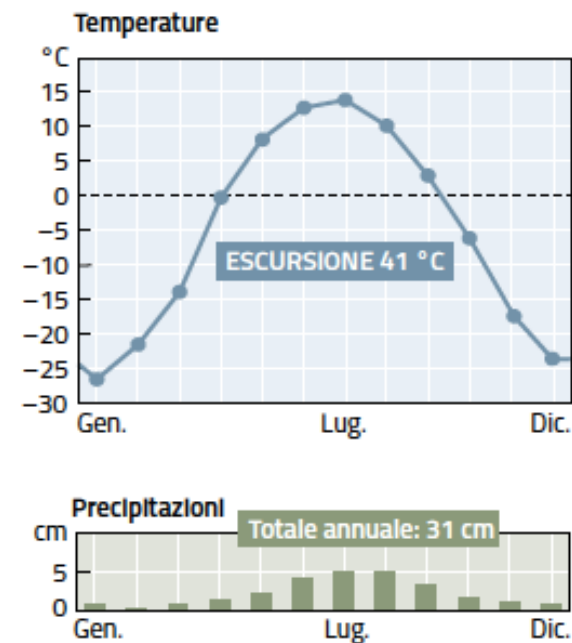 Temperature
°C
15
10
5
0
–5
–10
–15
–20
–25
–30
ESCURSIONE 41 °C
Gen. Lug. Dic.
Precipitazioni
cm
Totale annuale: 31 cm
5
0
Gen. Lug. Dic.